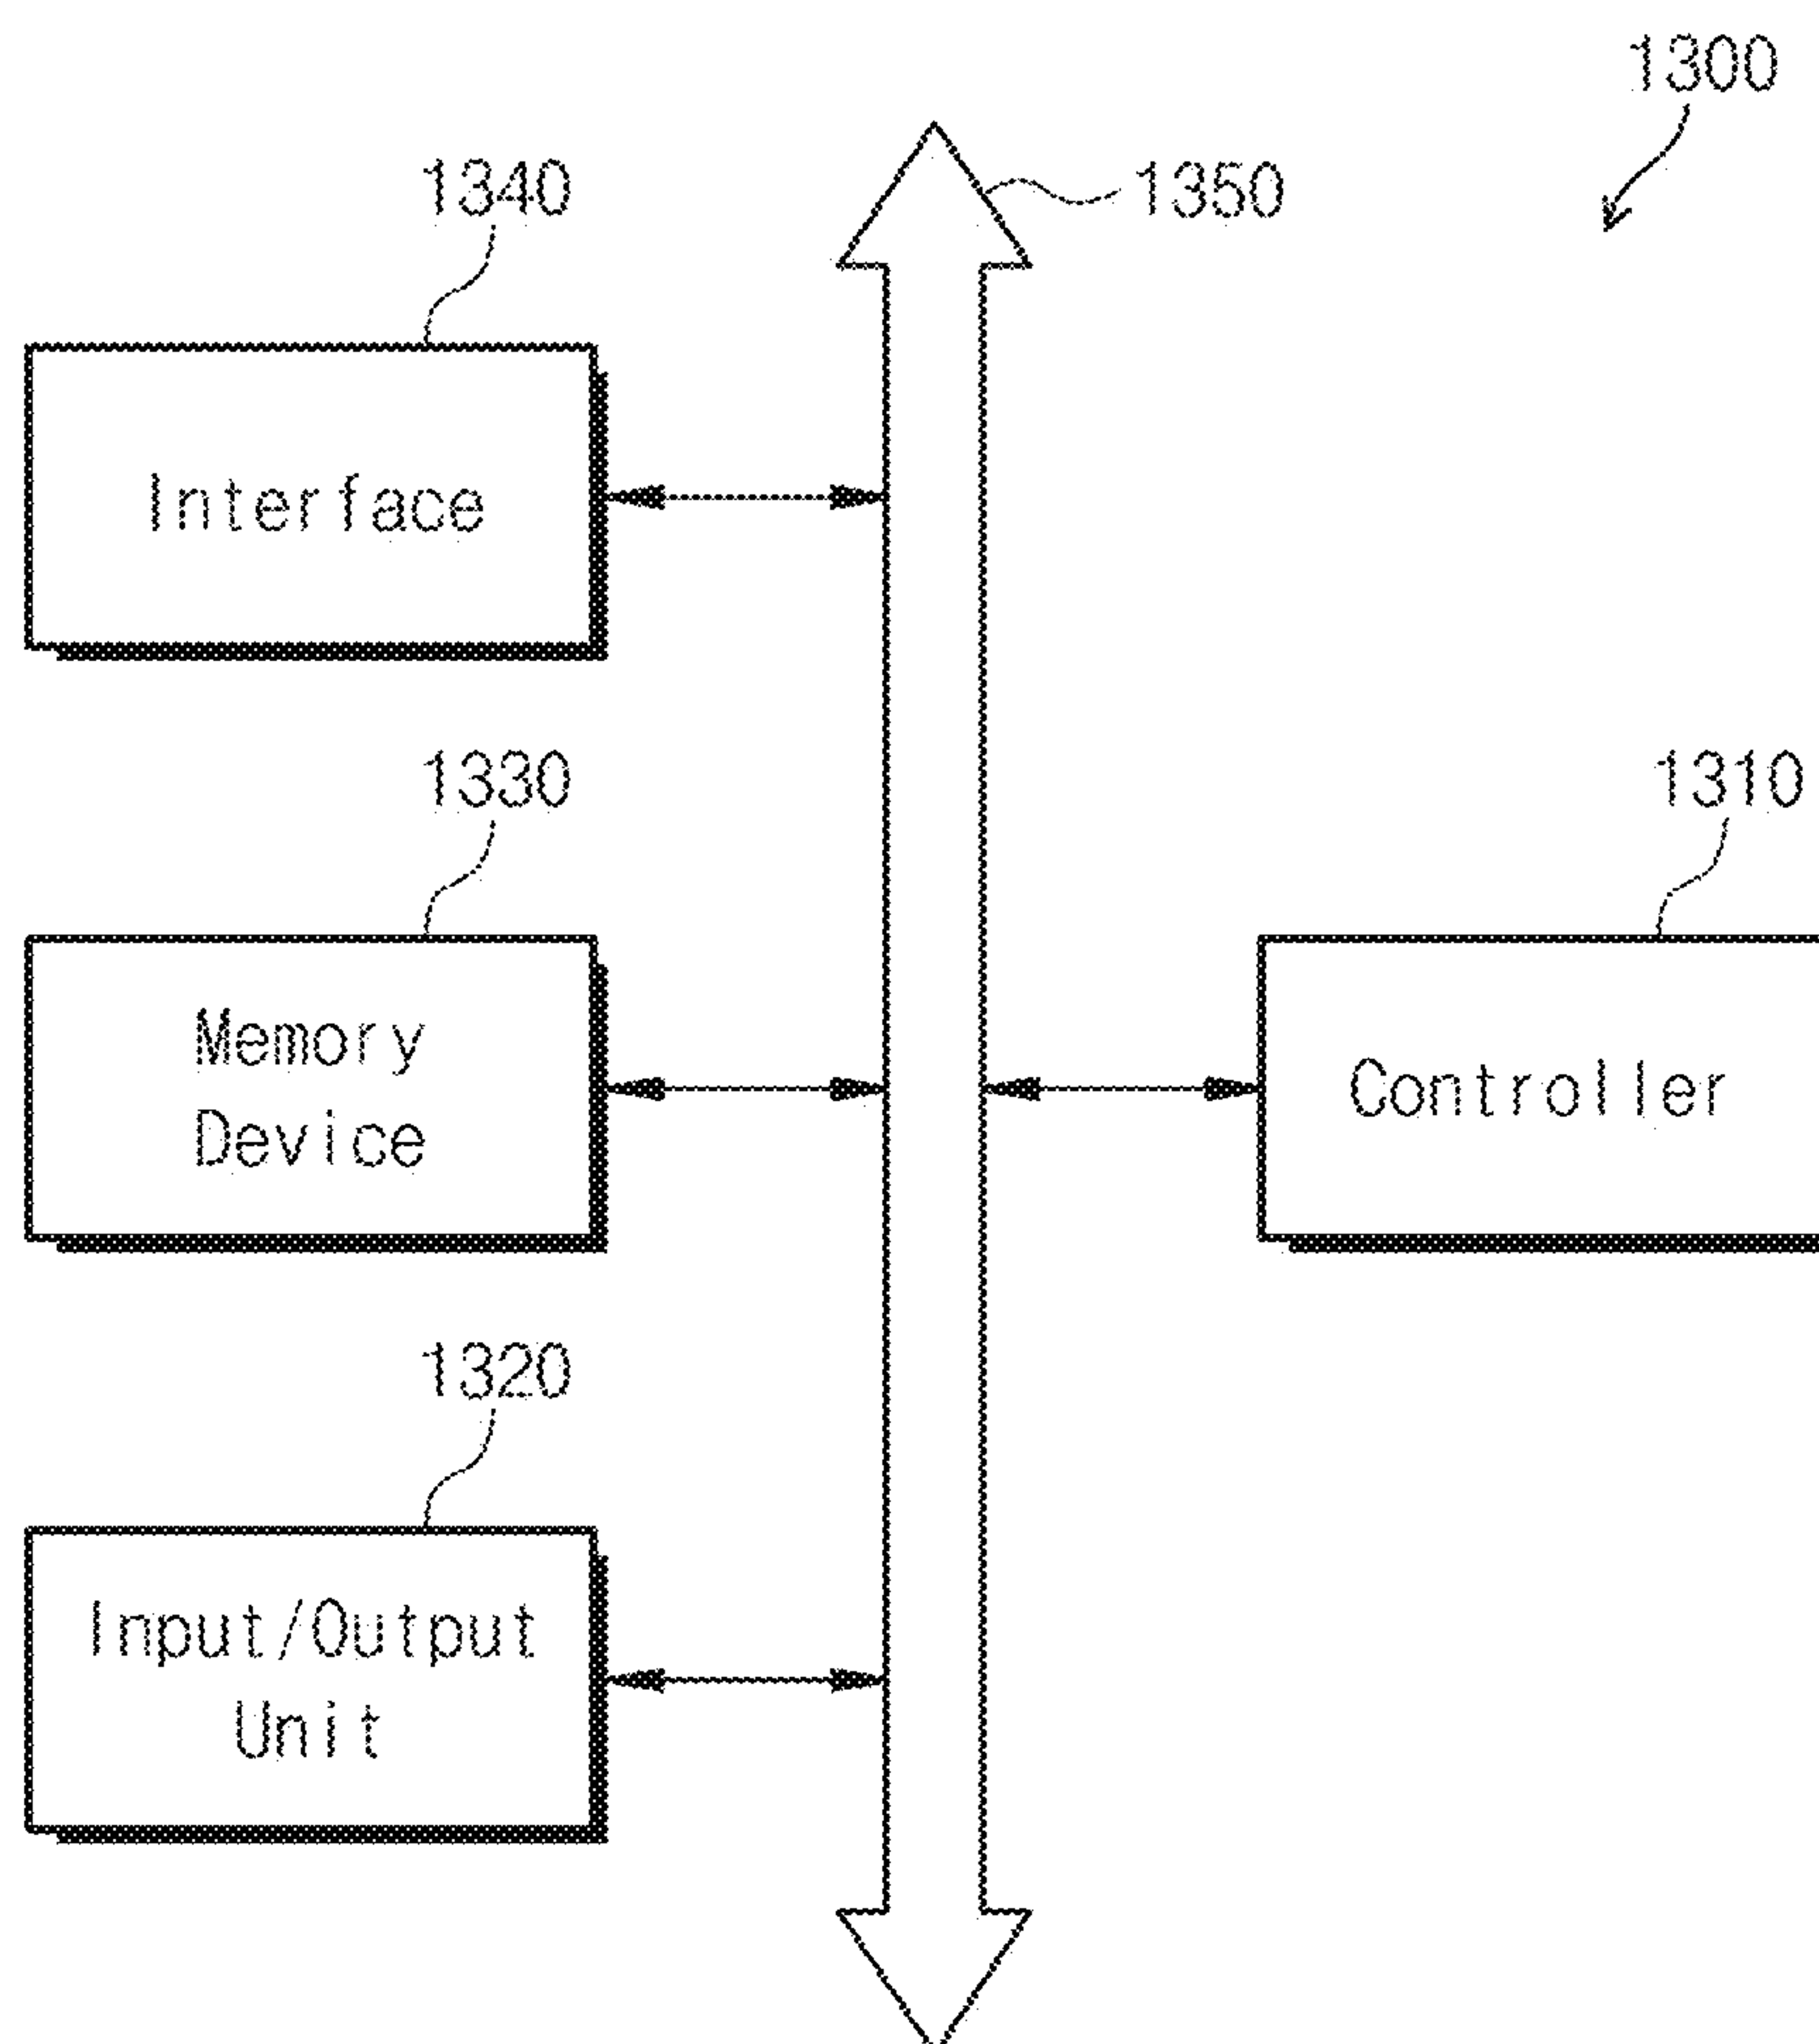 1300
1340
1350
Interface
1330
1310
Memory
Device
Controller
1320
Input/Output
Unit